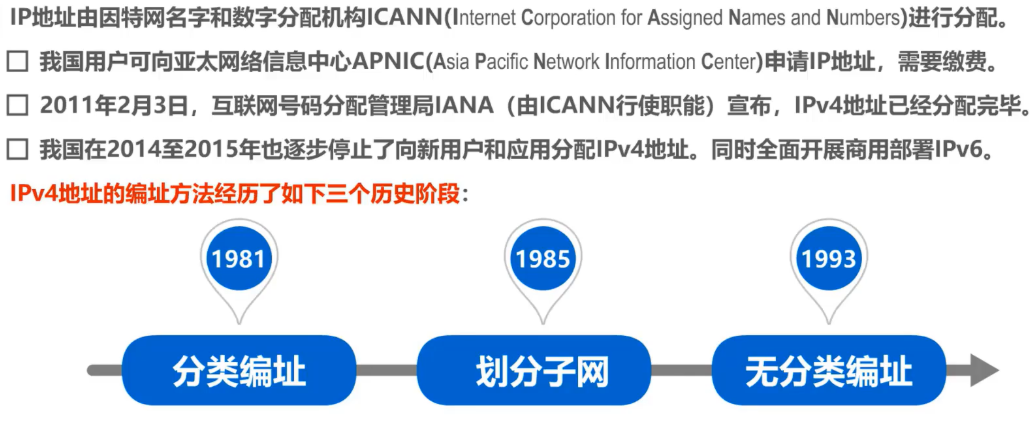 IP地址由因特网名字和数字分配机构ICANN(Internet Corporation for Assigned Names and Numbers)进行分配。
我国用户可向亚太网络信息中心APNIC(Asia Pacific Network Information Center)申请IP地址，需要缴费。
2011年2月3日，互联网号码分配管理局IANA（由ICANN行使职能）宣布，IPv4地址已经分配完毕。
我国在2014至2015年也逐步停止了向新用户和应用分配IPv4地址。同时全面开展商用部署IPv6。
IPv4地址的编址方法经历了如下三个历史阶段：
1981 1985 1993
分类编址 划分子网 无分类编址